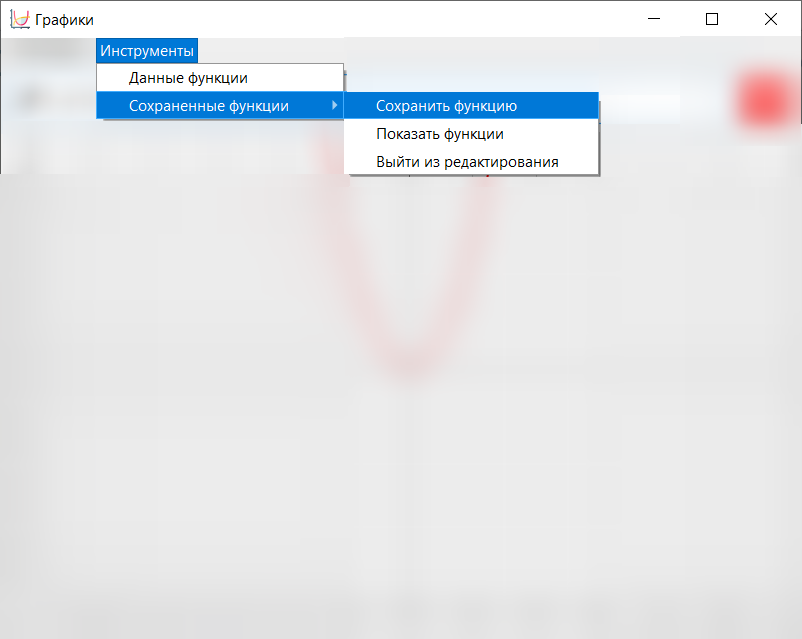 Графики
Инструменты
Данные функции
Сохраненные функции
Сохранить функцию
Показать функции
Выйти из редактирования